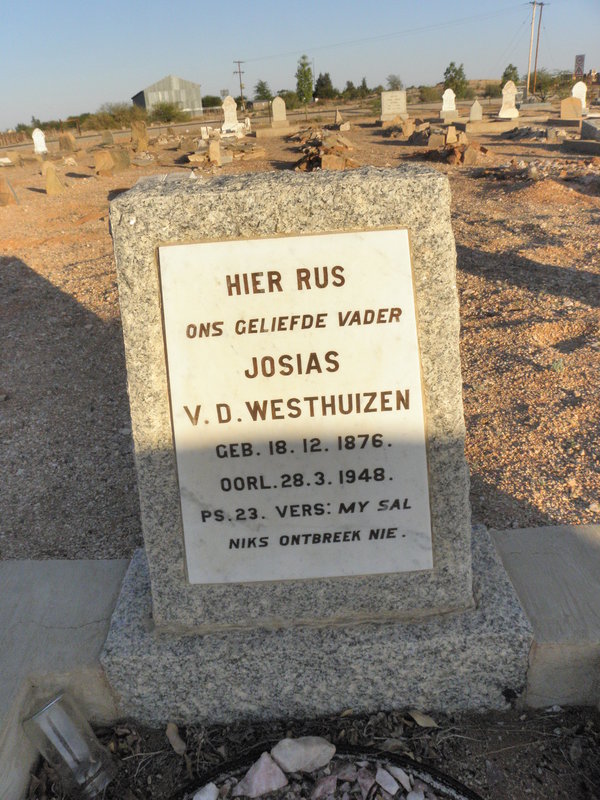 HIER RUS
ONS GELIEFDE VADER
JOSIAS
V.D. WESTHUIZEN
GEB. 18. 12. 1876.
OORL. 28. 3. 1948.
PS. 23. VERS: MY SAL
NIKS ONTBREEK NIE.